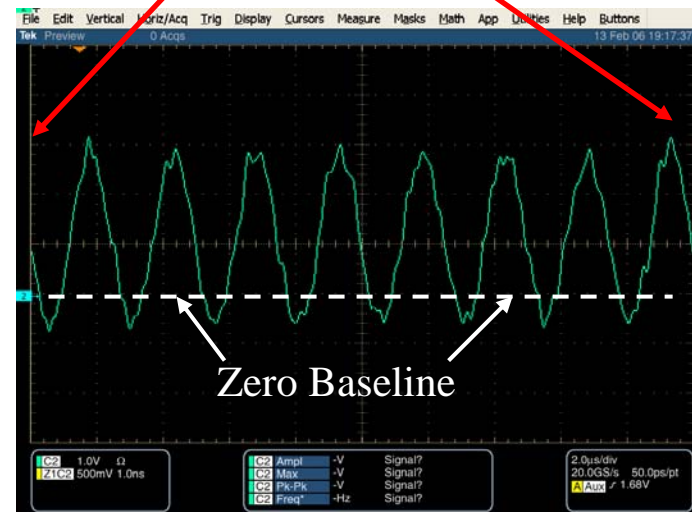 File Edit Vertical Horiz/Acq Trig Display Cursors Measure Masks Math App Utilities Help Buttons
Tek Preview 0 Acqs 13 Feb 06 19:17:37
2
Zero Baseline
C2 1.0V Ω
Z1C2 500mV 1.0ns
C2 Ampl -V Signal?
C2 Max -V Signal?
C2 Pk-Pk -V Signal?
C2 Freq* -Hz Signal?
2.0µs/div
20.0GS/s 50.0ps/pt
A Aux 1.68V